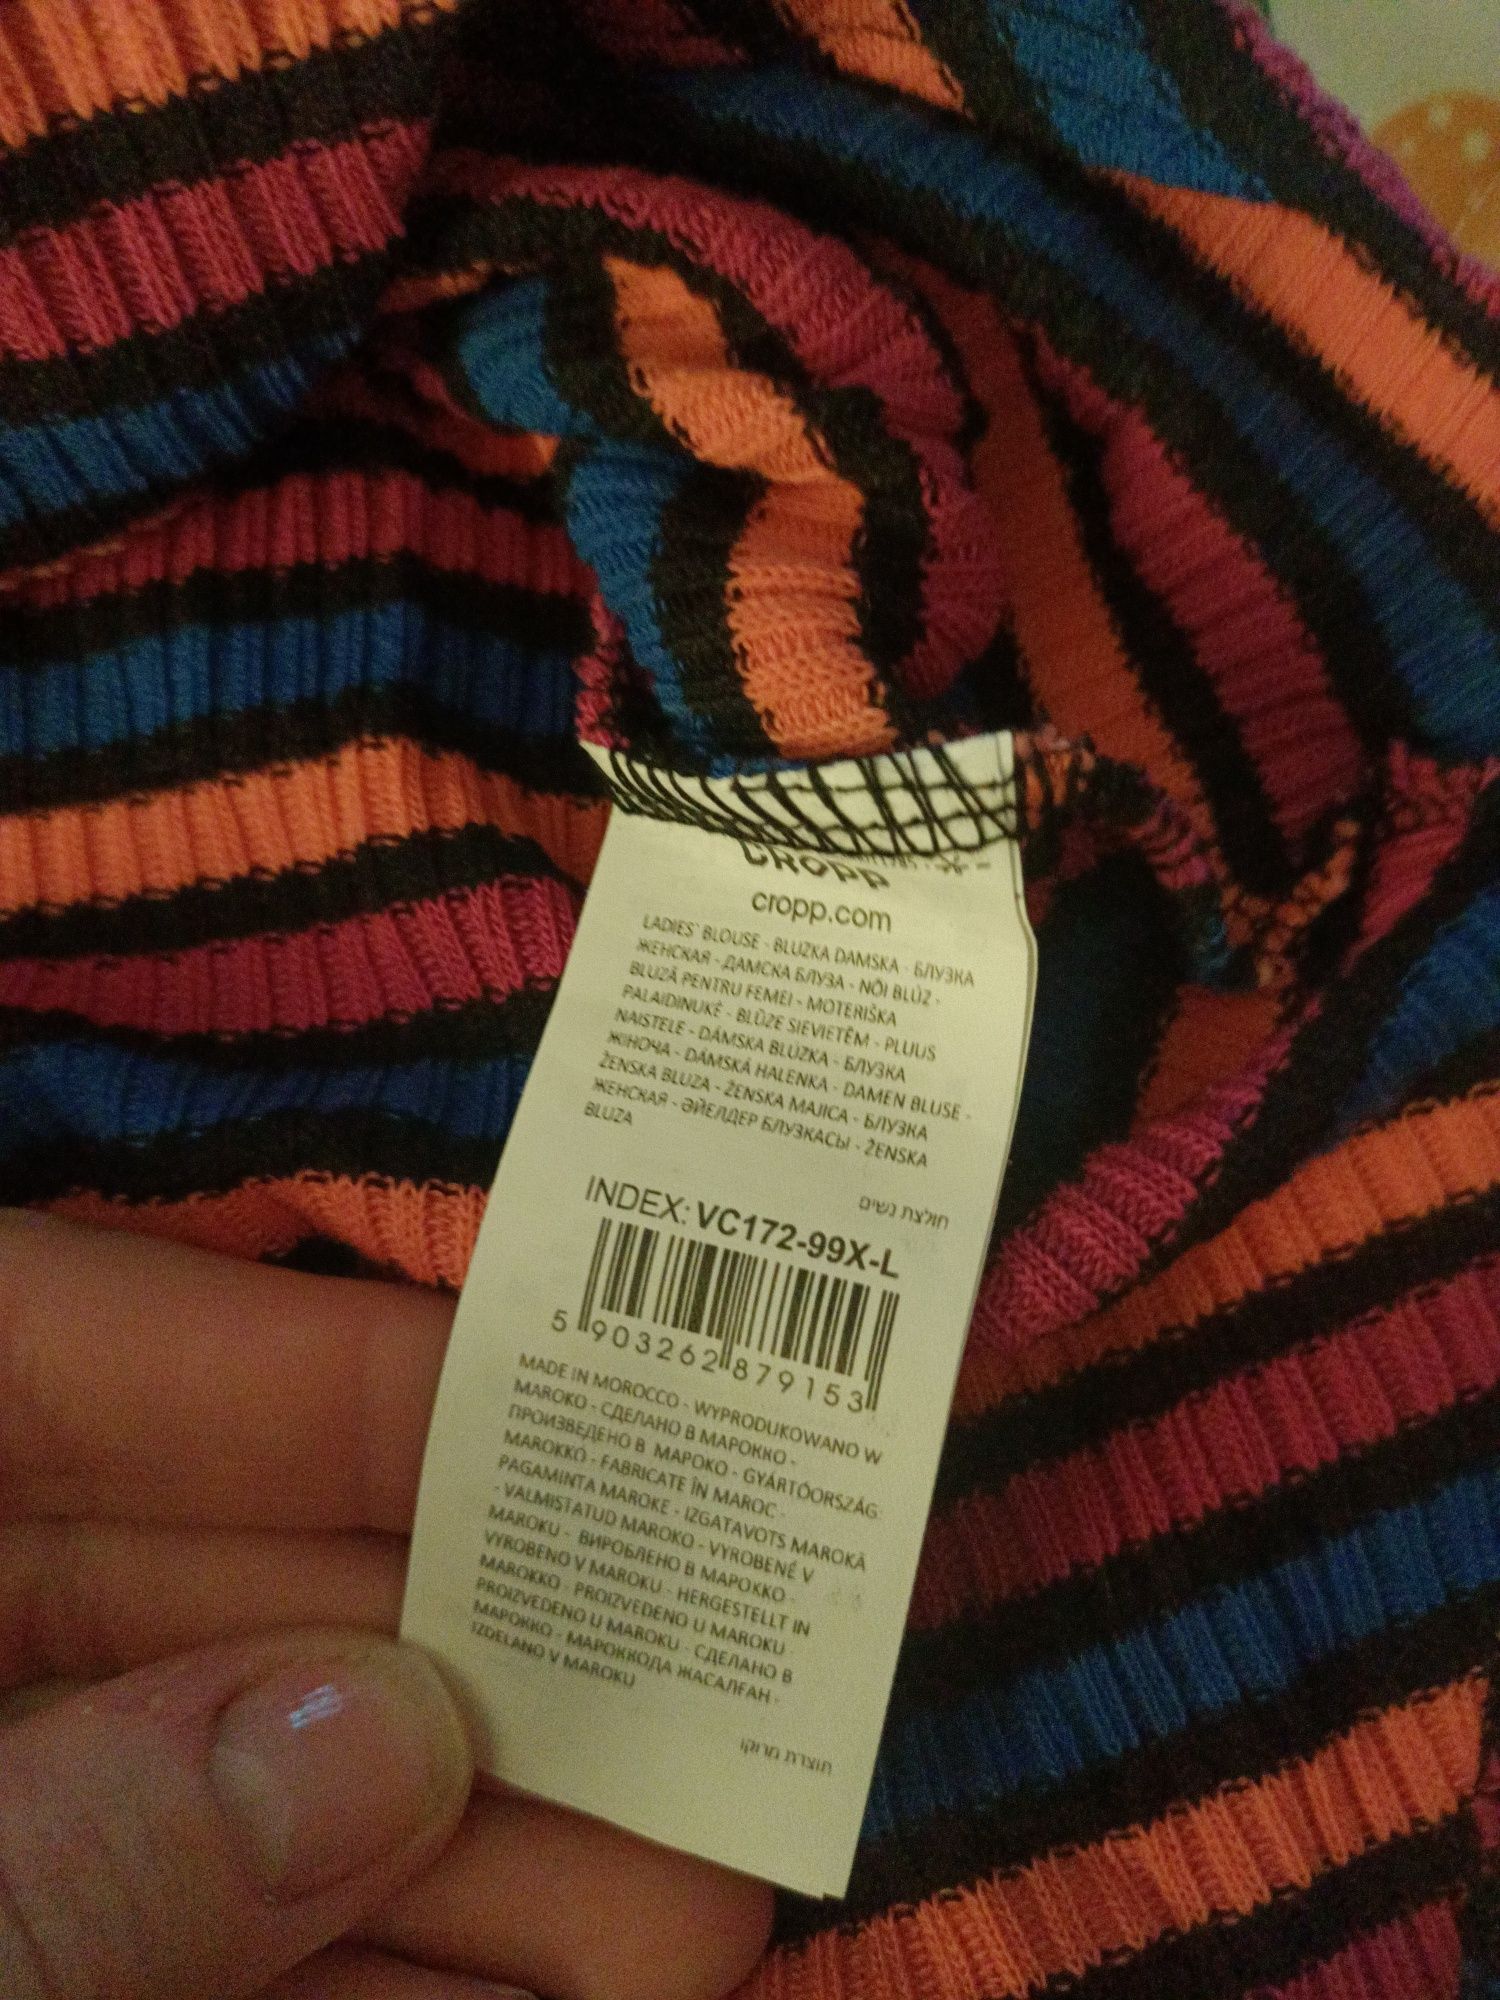 CROPP
cropp.com
LADIES' BLOUSE - BLUZKA DAMSKA - БЛУЗКА
ЖЕНСКАЯ - ДАМСКА БЛУЗА - NŐI BLÚZ -
BLUZĂ PENTRU FEMEI - MOTERIŠKA
PALAIDINUKĖ - BLŪZE SIEVIETĒM - PLUUS
NAISTELE - DÁMSKA BLÚZKA - БЛУЗКА
ЖІНОЧА - DÁMSKÁ HALENKA - DAMEN BLUSE -
ŽENSKA BLUZA - ŽENSKA MAJICA - БЛУЗКА
ЖЕНСКАЯ - ӘЙЕЛДЕР БЛУЗКАСЫ - ŽENSKA
BLUZA
חולצת נשים
INDEX: VC172-99X-L
5 903262 879153
MADE IN MOROCCO - WYPRODUKOWANO W
MAROKO - СДЕЛАНО В МАРОККО -
ПРОИЗВЕДЕНО В МАРОКО - GYÁRTÓORSZÁG:
MAROKKÓ - FABRICATE ÎN MAROC -
PAGAMINTA MAROKE - IZGATAVOTS MAROKĀ
- VALMISTATUD MAROKO - VYROBENÉ V
MAROKU - ВИРОБЛЕНО В МАРОККО -
VYROBENO V MAROKU - HERGESTELLT IN
MAROKKO - PROIZVEDENO U MAROKU
PROIZVEDENO U MAROKU - СДЕЛАНО В
МАРОККО - МАРОККОДА ЖАСАЛҒАН -
IZDELANO V MAROKU
תוצרת מרוקו